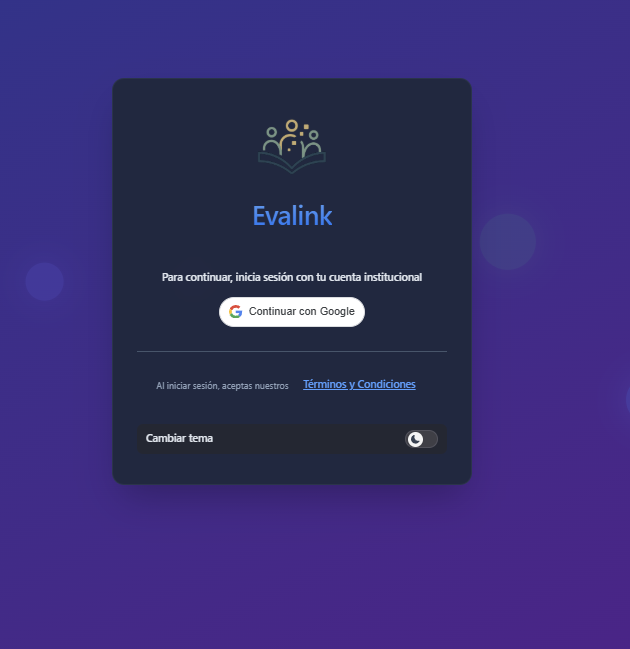 Evalink
Para continuar, inicia sesión con tu cuenta institucional
Continuar con Google
Al iniciar sesión, aceptas nuestros Términos y Condiciones
Cambiar tema